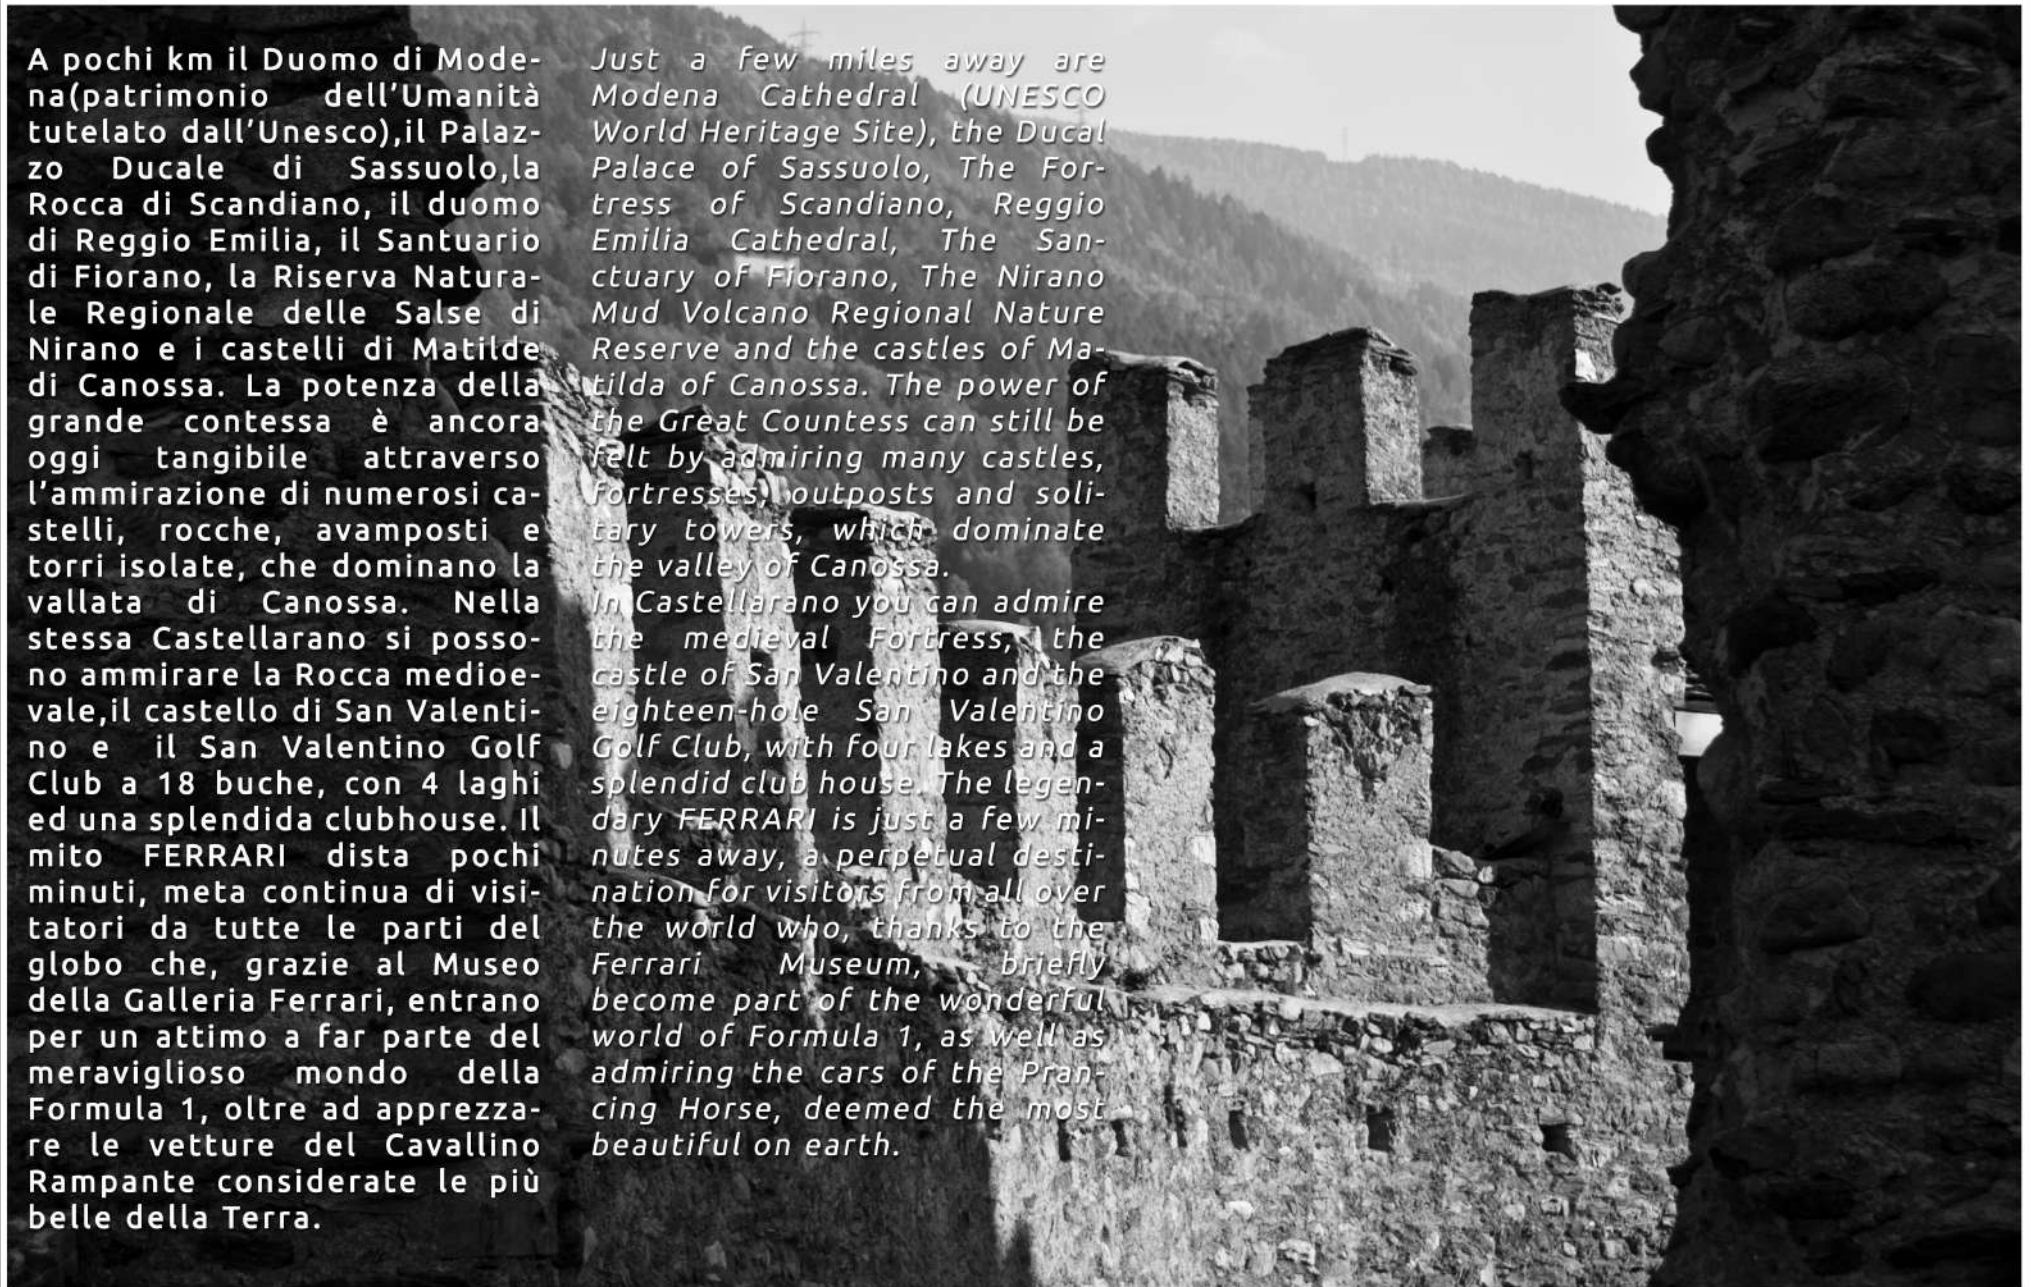 A pochi km il Duomo di Mode-
na(patrimonio dell'Umanità
tutelato dall'Unesco),il Palaz-
zo Ducale di Sassuolo,la
Rocca di Scandiano, il duomo
di Reggio Emilia, il Santuario
di Fiorano, la Riserva Natura-
le Regionale delle Salse di
Nirano e i castelli di Matilde
di Canossa. La potenza della
grande contessa è ancora
oggi tangibile attraverso
l'ammirazione di numerosi ca-
stelli, rocche, avamposti e
torri isolate, che dominano la
vallata di Canossa. Nella
stessa Castellarano si posso-
no ammirare la Rocca medioe-
vale,il castello di San Valenti-
no e il San Valentino Golf
Club a 18 buche, con 4 laghi
ed una splendida clubhouse. Il
mito FERRARI dista pochi
minuti, meta continua di visi-
tatori da tutte le parti del
globo che, grazie al Museo
della Galleria Ferrari, entrano
per un attimo a far parte del
meraviglioso mondo della
Formula 1, oltre ad apprezza-
re le vetture del Cavallino
Rampante considerate le più
belle della Terra.
Just a few miles away are
Modena Cathedral (UNESCO
World Heritage Site), the Ducal
Palace of Sassuolo, The For-
tress of Scandiano, Reggio
Emilia Cathedral, The San-
ctuary of Fiorano, The Nirano
Mud Volcano Regional Nature
Reserve and the castles of Ma-
tilda of Canossa. The power of
the Great Countess can still be
felt by admiring many castles,
fortresses, outposts and soli-
tary towers, which dominate
the valley of Canossa.
In Castellarano you can admire
the medieval Fortress, the
castle of San Valentino and the
eighteen-hole San Valentino
Golf Club, with four lakes and a
splendid club house. The legen-
dary FERRARI is just a few mi-
nutes away, a perpetual desti-
nation for visitors from all over
the world who, thanks to the
Ferrari Museum, briefly
become part of the wonderful
world of Formula 1, as well as
admiring the cars of the Pran-
cing Horse, deemed the most
beautiful on earth.